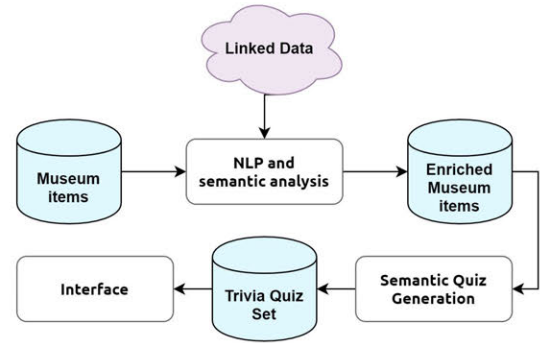 Linked Data
Museum
items
NLP and
semantic analysis
Enriched
Museum
items
Interface
Trivia Quiz
Set
Semantic Quiz
Generation